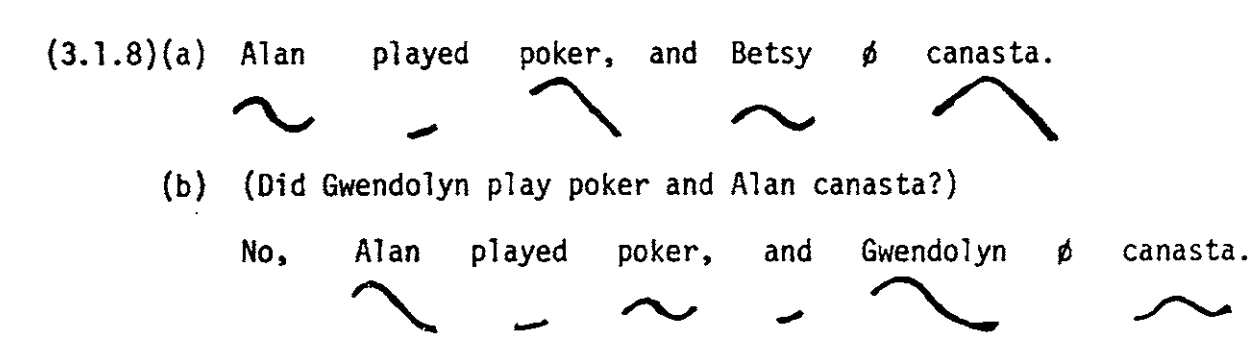 (3.1.8)(a) Alan played poker, and Betsy ∅ canasta.
(b) (Did Gwendolyn play poker and Alan canasta?)
No, Alan played poker, and Gwendolyn ∅ canasta.